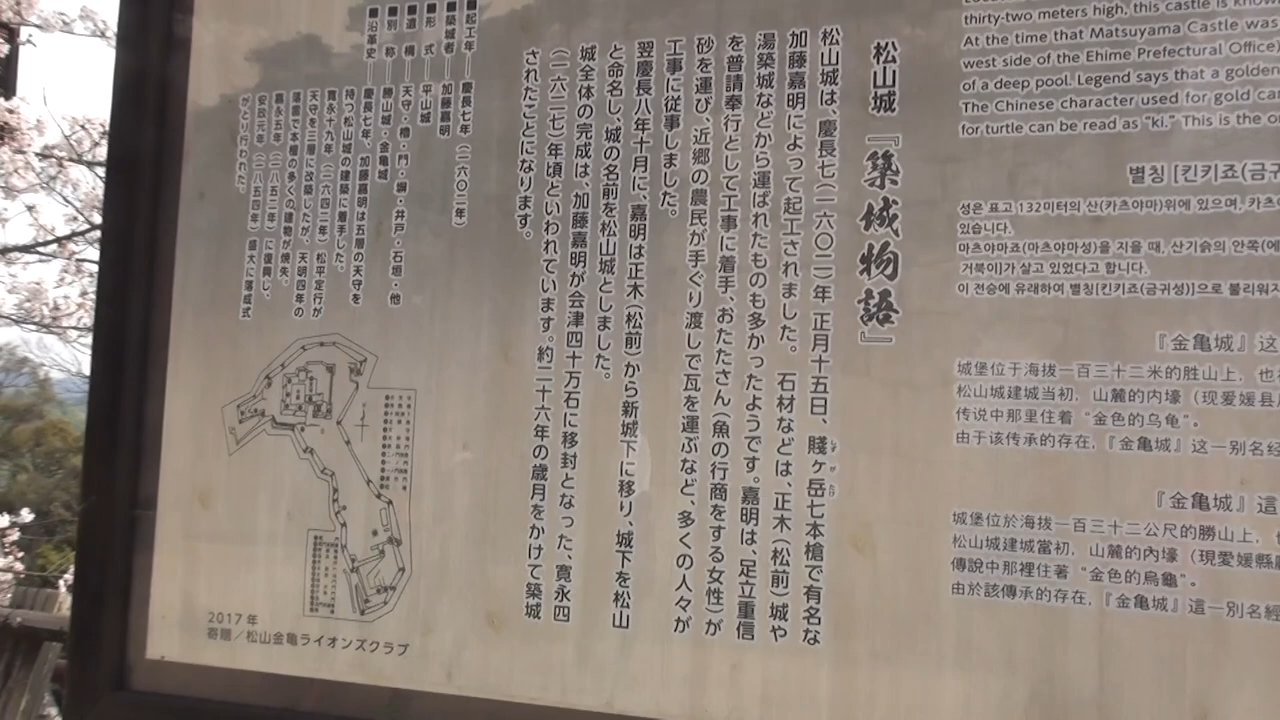 松山城『築城物語』
松山城は、慶長七（一六〇二）年 正月十五日、賤ヶ岳七本槍で有名な
加藤嘉明によって起工されました。 石材などは、正木（松前）城や
湯築城などから運ばれたものも多かったようです。嘉明は、足立重信
を普請奉行として工事に着手、おたたさん（魚の行商をする女性）が
砂を運び、近郷の農民が手ぐり渡しで瓦を運ぶなど、多くの人々が
工事に従事しました。
翌慶長八年十月に、嘉明は正木（松前）から新城下に移り、城下を松山
と命名し、城の名前を松山城としました。
城全体の完成は、加藤嘉明が会津四十万石に移封となった、寛永四
（一六二七）年頃といわれています。約二十六年の歳月をかけて築城
されたことになります。
■起工年―慶長七年（一六〇二年）
■築城者―加藤嘉明
■形 式―平山城
■遺 構―天守・櫓・門・塀・井戸・石垣・他
■別 称―勝山城・金亀城
■沿革史―慶長七年、加藤嘉明は五層の天守を
持つ松山城の建築に着手した。
寛永十九年（一六四二年）松平定行が
天守を三層に改築したが、天明四年の
落雷で本壇の多くの建物が焼失。
嘉永五年（一八五二年）に復興し、
安政元年（一八五四年）盛大に落成式
がとり行われた。
2017年
寄贈／松山金亀ライオンズクラブ
thirty-two meters high, this castle is know
At the time that Matsuyama Castle was
west side of the Ehime Prefectural Office)
of a deep pool. Legend says that a golden
The Chinese character used for gold can
for turtle can be read as "ki." This is the o
별칭 [킨키죠(금귀
성은 표고 132미터의 산(카츠야마)위에 있으며, 카츠
있습니다.
마츠야마죠(마츠야마성)을 지을 때, 산기슭의 안쪽(에
거북이]가 살고 있었다고 합니다.
이 전승에 유래하여 별칭[킨키죠(금귀성)]으로 불리워지
『金亀城』这
城堡位于海拔一百三十二米的胜山上，也
松山城建城当初，山麓的内壕（现爱媛县
传说中那里住着“金色的乌龟”。
由于该传承的存在，『金亀城』这一别名经
『金亀城』這
城堡位於海拔一百三十二公尺的勝山上，
松山城建城當初，山麓的內壕（現愛媛縣
傳說中那裡住著“金色的烏龜”。
由於該傳承的存在，『金亀城』這一別名經